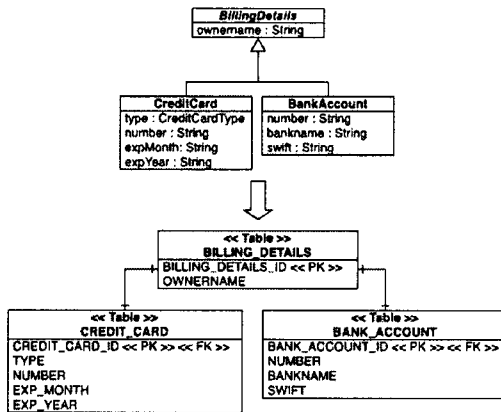 BillingDetails
ownername : String
CreditCard
type : CreditCardType
number : String
expMonth: String
expYear : String
BankAccount
number : String
bankname : String
swift : String
<< Table >>
BILLING_DETAILS
BILLING_DETAILS_ID << PK >>
OWNERNAME
<< Table >>
CREDIT_CARD
CREDIT_CARD_ID << PK >> << FK >>
TYPE
NUMBER
EXP_MONTH
EXP_YEAR
<< Table >>
BANK_ACCOUNT
BANK_ACCOUNT_ID << PK >> << FK >>
NUMBER
BANKNAME
SWIFT